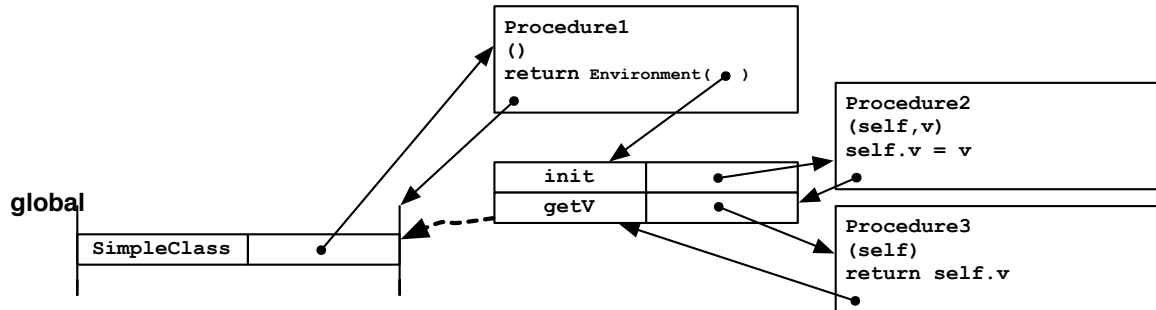 Procedure1
()
return Environment( )
Procedure2
(self,v)
self.v = v
init
getV
global
SimpleClass
Procedure3
(self)
return self.v